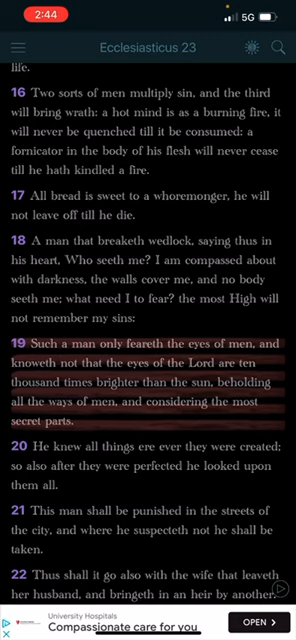 2:44
5G
Ecclesiasticus 23
life.
16 Two sorts of men multiply sin, and the third
will bring wrath: a hot mind is as a burning fire, it
will never be quenched till it be consumed: a
fornicator in the body of his flesh will never cease
till he hath kindled a fire.
17 All bread is sweet to a whoremonger, he will
not leave off till he die.
18 A man that breaketh wedlock, saying thus in
his heart, Who seeth me? I am compassed about
with darkness, the walls cover me, and no body
seeth me; what need I to fear? the most High will
not remember my sins:
19 Such a man only feareth the eyes of men, and
knoweth not that the eyes of the Lord are ten
thousand times brighter than the sun, beholding
all the ways of men, and considering the most
secret parts.
20 He knew all things ere ever they were created;
so also after they were perfected he looked upon
them all.
21 This man shall be punished in the streets of
the city, and where he suspecteth not he shall be
taken.
22 Thus shall it go also with the wife that leaveth
her husband, and bringeth in an heir by another.
University Hospitals
Compassionate care for you
OPEN >